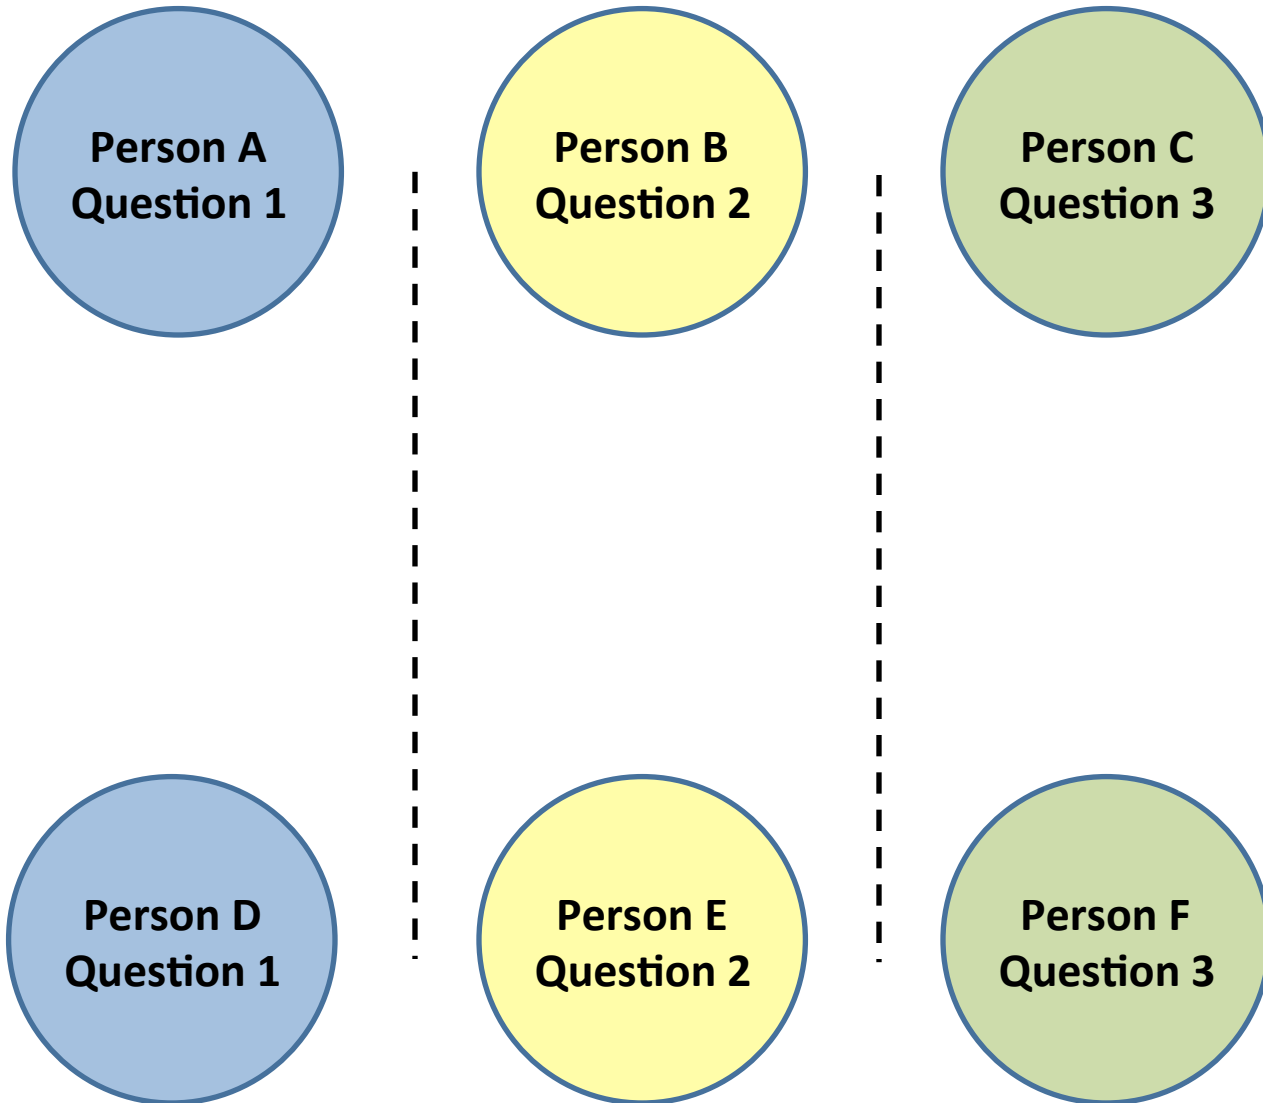 Person A
Question 1
Person B
Question 2
Person C
Question 3
Person D
Question 1
Person E
Question 2
Person F
Question 3